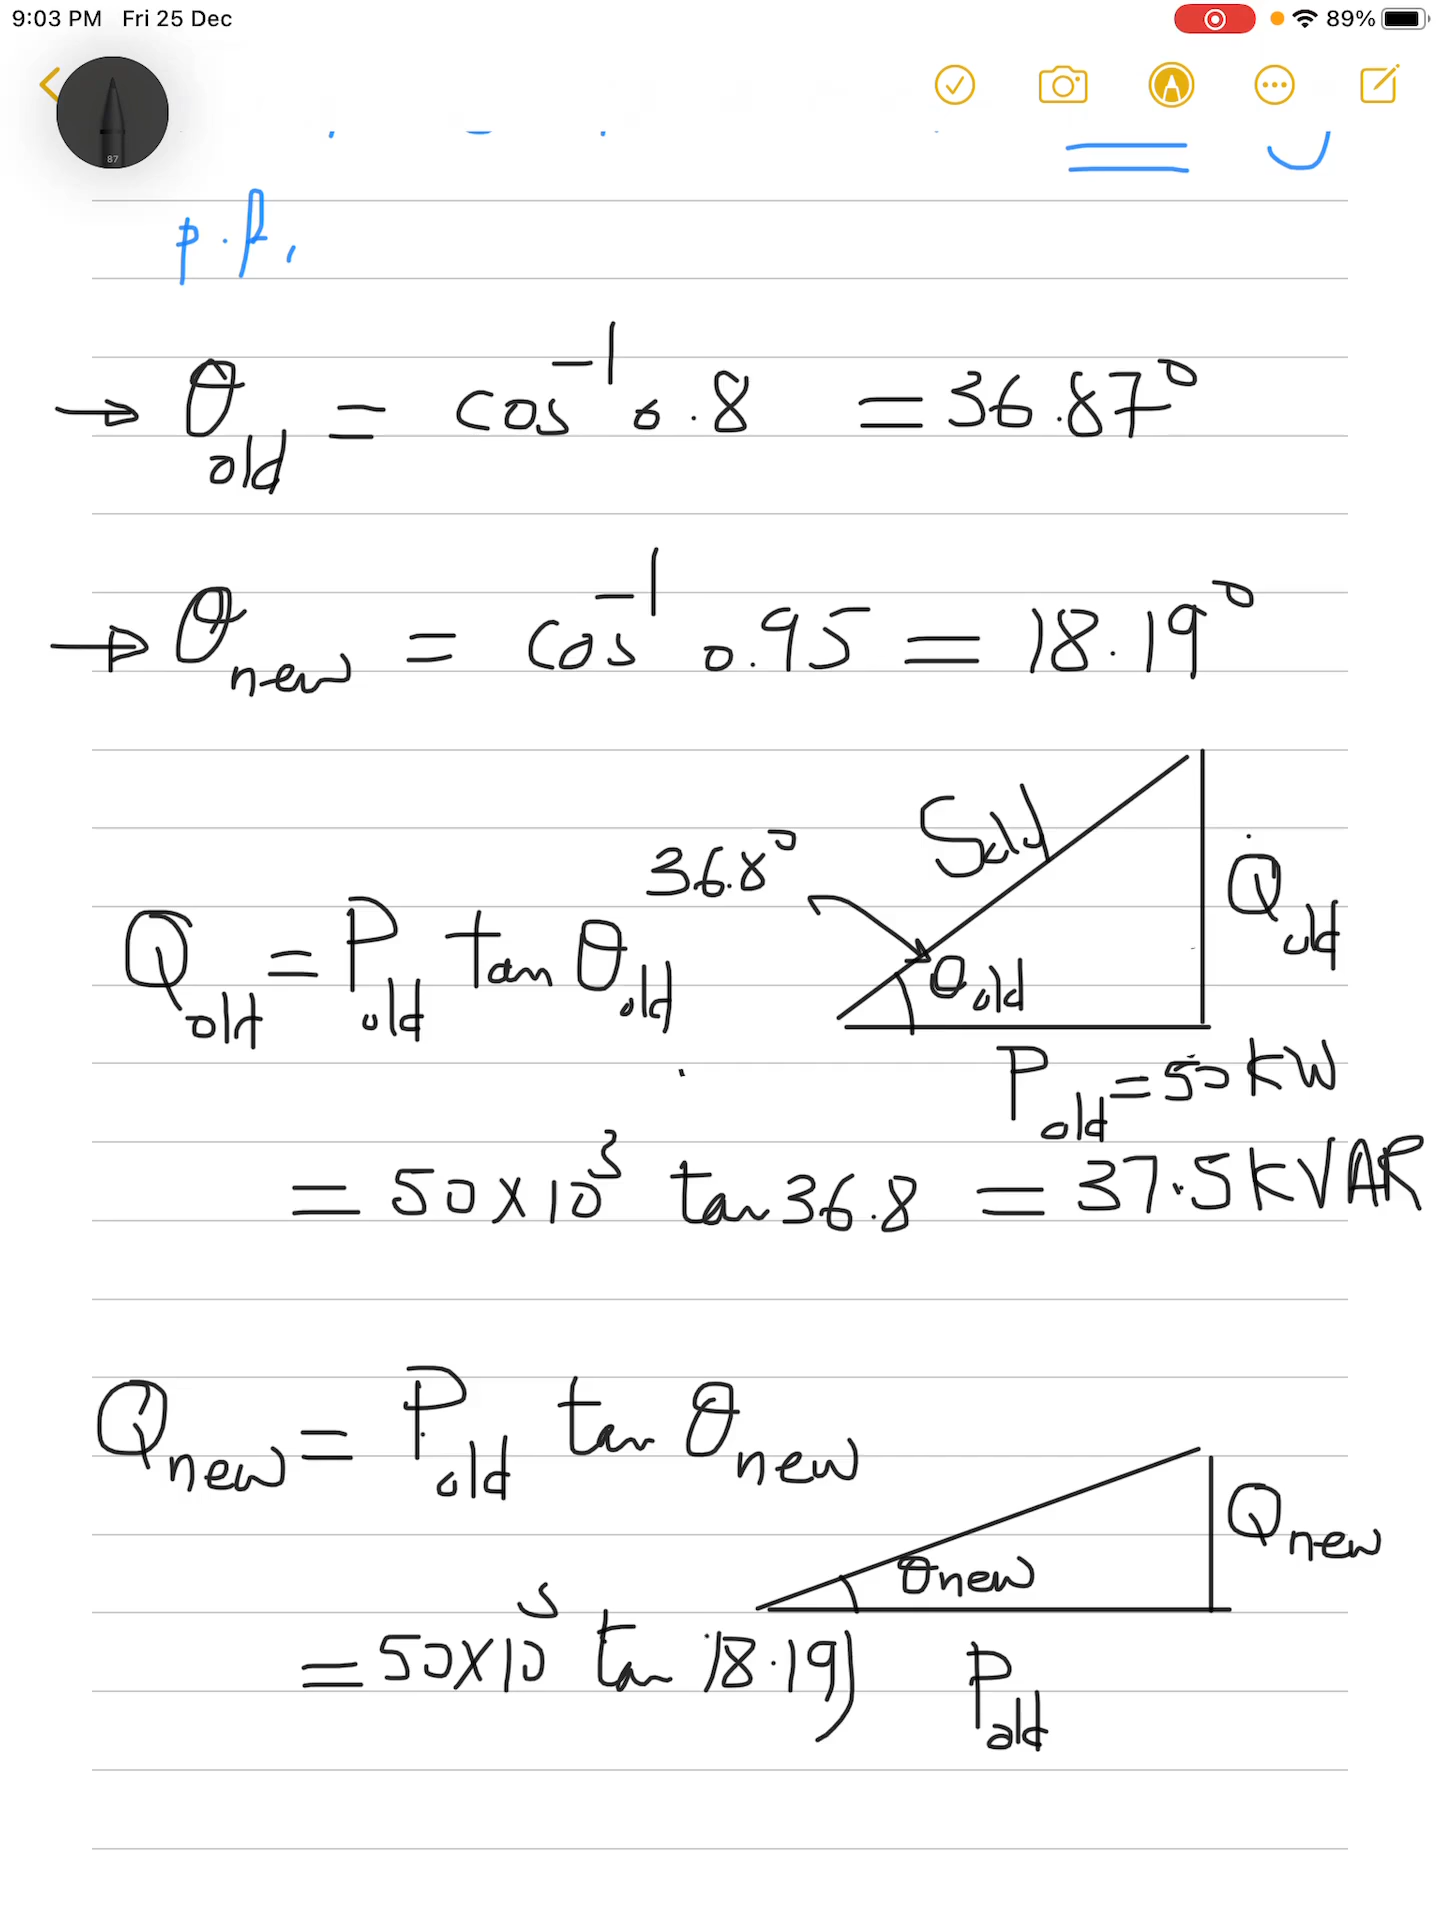 9:03 PM Fri 25 Dec 89%
87
p.f.
→ θold = cos⁻¹ 0.8 = 36.87°
→ θnew = cos⁻¹ 0.95 = 18.19°
Sold
36.8°
Qold
Qold = Pold tan θold
θold
Pold = 50 kW
= 50×10³ tan 36.8 = 37.5 kVAR
Qnew = Pold tan θnew
Qnew
θnew
= 50×10³ tan 18.19
Pold